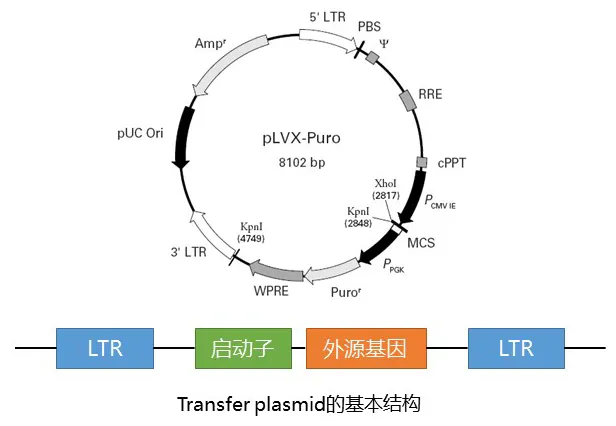 5' LTR
PBS
Ψ
Ampʳ
RRE
pUC Ori
pLVX-Puro
8102 bp
cPPT
XhoI
(2817)
P CMV IE
KpnI
(2848)
KpnI
(4749)
MCS
3' LTR
P PGK
WPRE
Puroʳ
LTR
启动子
外源基因
LTR
Transfer plasmid的基本结构